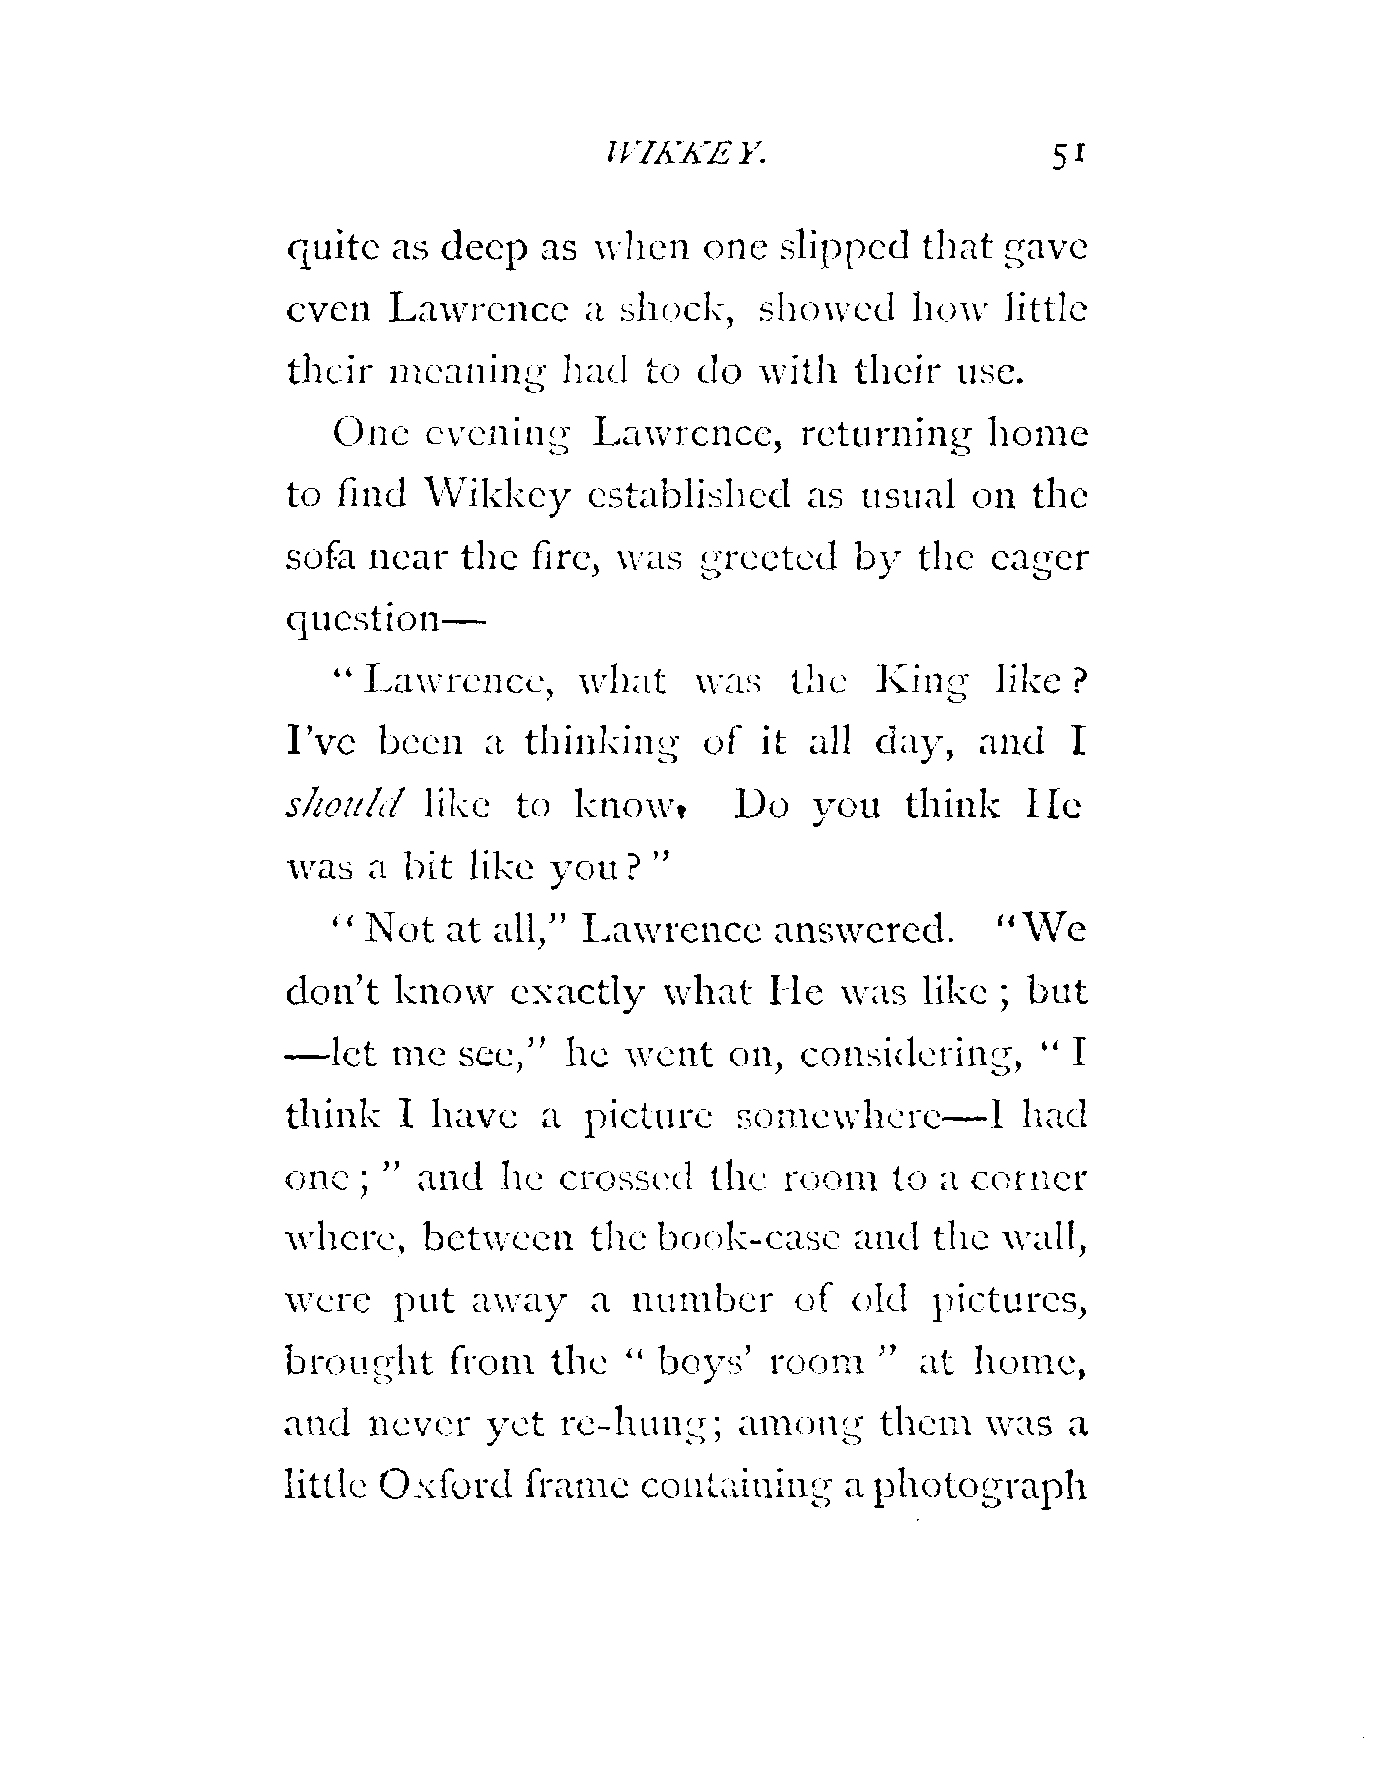 WIKKEY. 51
quite as deep as when one slipped that gave
even Lawrence a shock, showed how little
their meaning had to do with their use.
One evening Lawrence, returning home
to find Wikkey established as usual on the
sofa near the fire, was greeted by the eager
question—
" Lawrence, what was the King like ?
I've been a thinking of it all day, and I
should like to know. Do you think He
was a bit like you ? "
" Not at all," Lawrence answered. "We
don't know exactly what He was like ; but
—let me see," he went on, considering, " I
think I have a picture somewhere—I had
one ; " and he crossed the room to a corner
where, between the book-case and the wall,
were put away a number of old pictures,
brought from the " boys' room " at home,
and never yet re-hung; among them was a
little Oxford frame containing a photograph